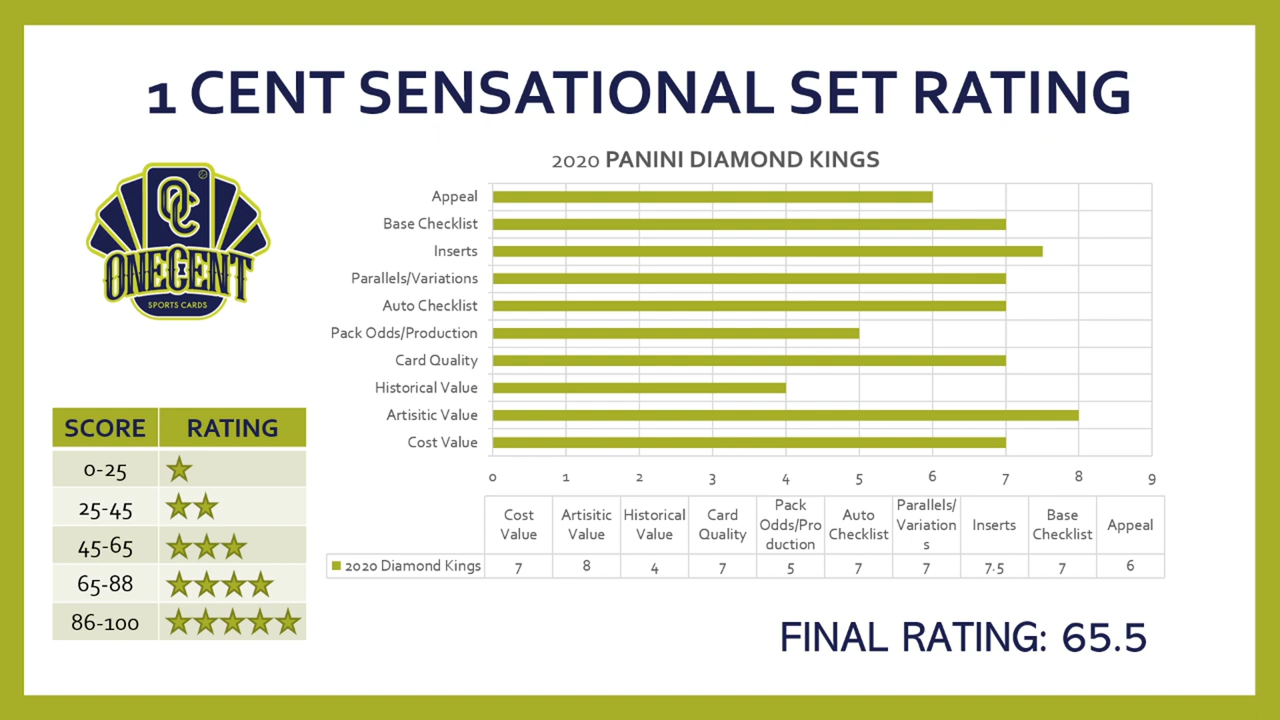 1 CENT SENSATIONAL SET RATING
2020 PANINI DIAMOND KINGS
OC
ONECENT
SPORTS CARDS
Appeal
Base Checklist
Inserts
Parallels/Variations
Auto Checklist
Pack Odds/Production
Card Quality
Historical Value
Artisitic Value
Cost Value
0 1 2 3 4 5 6 7 8 9
SCORE RATING
0-25
25-45
45-65
65-88
86-100
Cost Value
Artisitic Value
Historical Value
Card Quality
Pack Odds/Pro duction
Auto Checklist
Parallels/ Variation s
Inserts
Base Checklist
Appeal
2020 Diamond Kings 7 8 4 7 5 7 7 7.5 7 6
FINAL RATING: 65.5